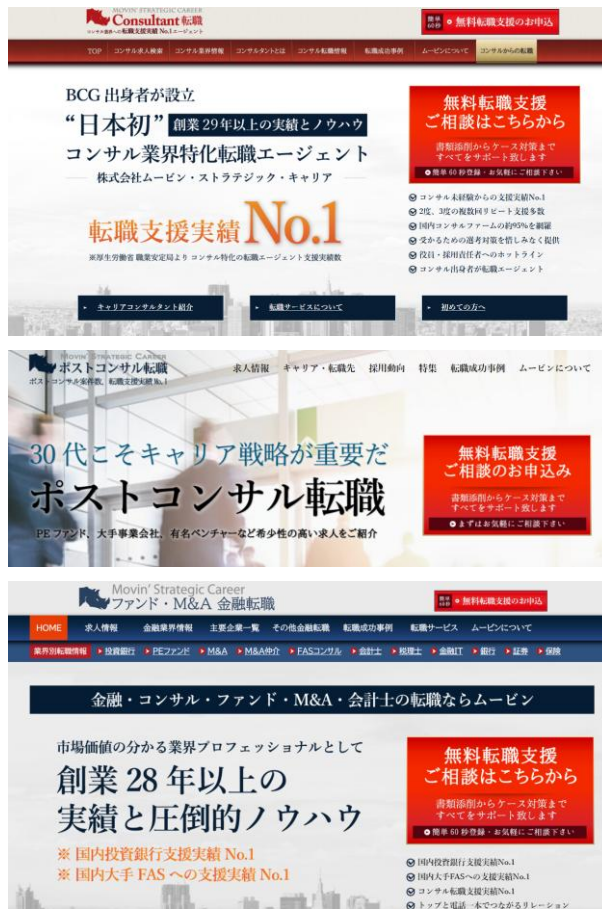 MOVIN' STRATEGIC CAREER
Consultant 転職
コンサル業界への転職支援実績 No.1エージェント
簡単60秒 無料転職支援のお申込
TOP コンサル求人検索 コンサル業界情報 コンサルタントとは コンサル転職情報 転職成功事例 ムービンについて コンサルからの転職
BCG 出身者が設立
“日本初” 創業 29年以上の実績とノウハウ
コンサル業界特化転職エージェント
株式会社ムービン・ストラテジック・キャリア
転職支援実績 No.1
※厚生労働省 職業安定局より コンサル特化の転職エージェント支援実績数
無料転職支援
ご相談はこちらから
書類添削からケース対策まで
すべてをサポート致します
簡単 60 秒登録・お気軽にご相談下さい
コンサル未経験からの支援実績No.1
2度、3度の複数回リピート支援多数
国内コンサルファームの約95%を網羅
受かるための選考対策を惜しみなく提供
役員・採用責任者へのホットライン
コンサル出身者が転職エージェント
キャリアコンサルタント紹介 転職サービスについて 初めての方へ
MOVIN' STRATEGIC CAREER
ポストコンサル転職
ポストコンサル案件数、転職支援実績 No.1
求人情報 キャリア・転職先 採用動向 特集 転職成功事例 ムービンについて
30 代こそキャリア戦略が重要だ
ポストコンサル転職
PE ファンド、大手事業会社、有名ベンチャーなど希少性の高い求人をご紹介
無料転職支援
ご相談のお申込み
書類添削からケース対策まで
すべてをサポート致します
まずはお気軽にご相談下さい
Movin' Strategic Career
ファンド・M&A 金融転職
簡単60秒 無料転職支援のお申込
HOME 求人情報 金融業界情報 主要企業一覧 その他金融転職 転職成功事例 転職サービス ムービンについて
業界別転職情報 投資銀行 PEファンド M&A M&A仲介 FASコンサル 会計士 税理士 金融IT 銀行 証券 保険
金融・コンサル・ファンド・M&A・会計士の転職ならムービン
市場価値の分かる業界プロフェッショナルとして
創業 28 年以上の
実績と圧倒的ノウハウ
※ 国内投資銀行支援実績 No.1
※ 国内大手 FAS への支援実績 No.1
無料転職支援
ご相談はこちらから
書類添削からケース対策まで
すべてをサポート致します
簡単 60 秒登録・お気軽にご相談下さい
国内投資銀行支援実績No.1
国内大手FASへの支援実績No.1
コンサル転職支援実績No.1
トップと電話一本でつながるリレーション